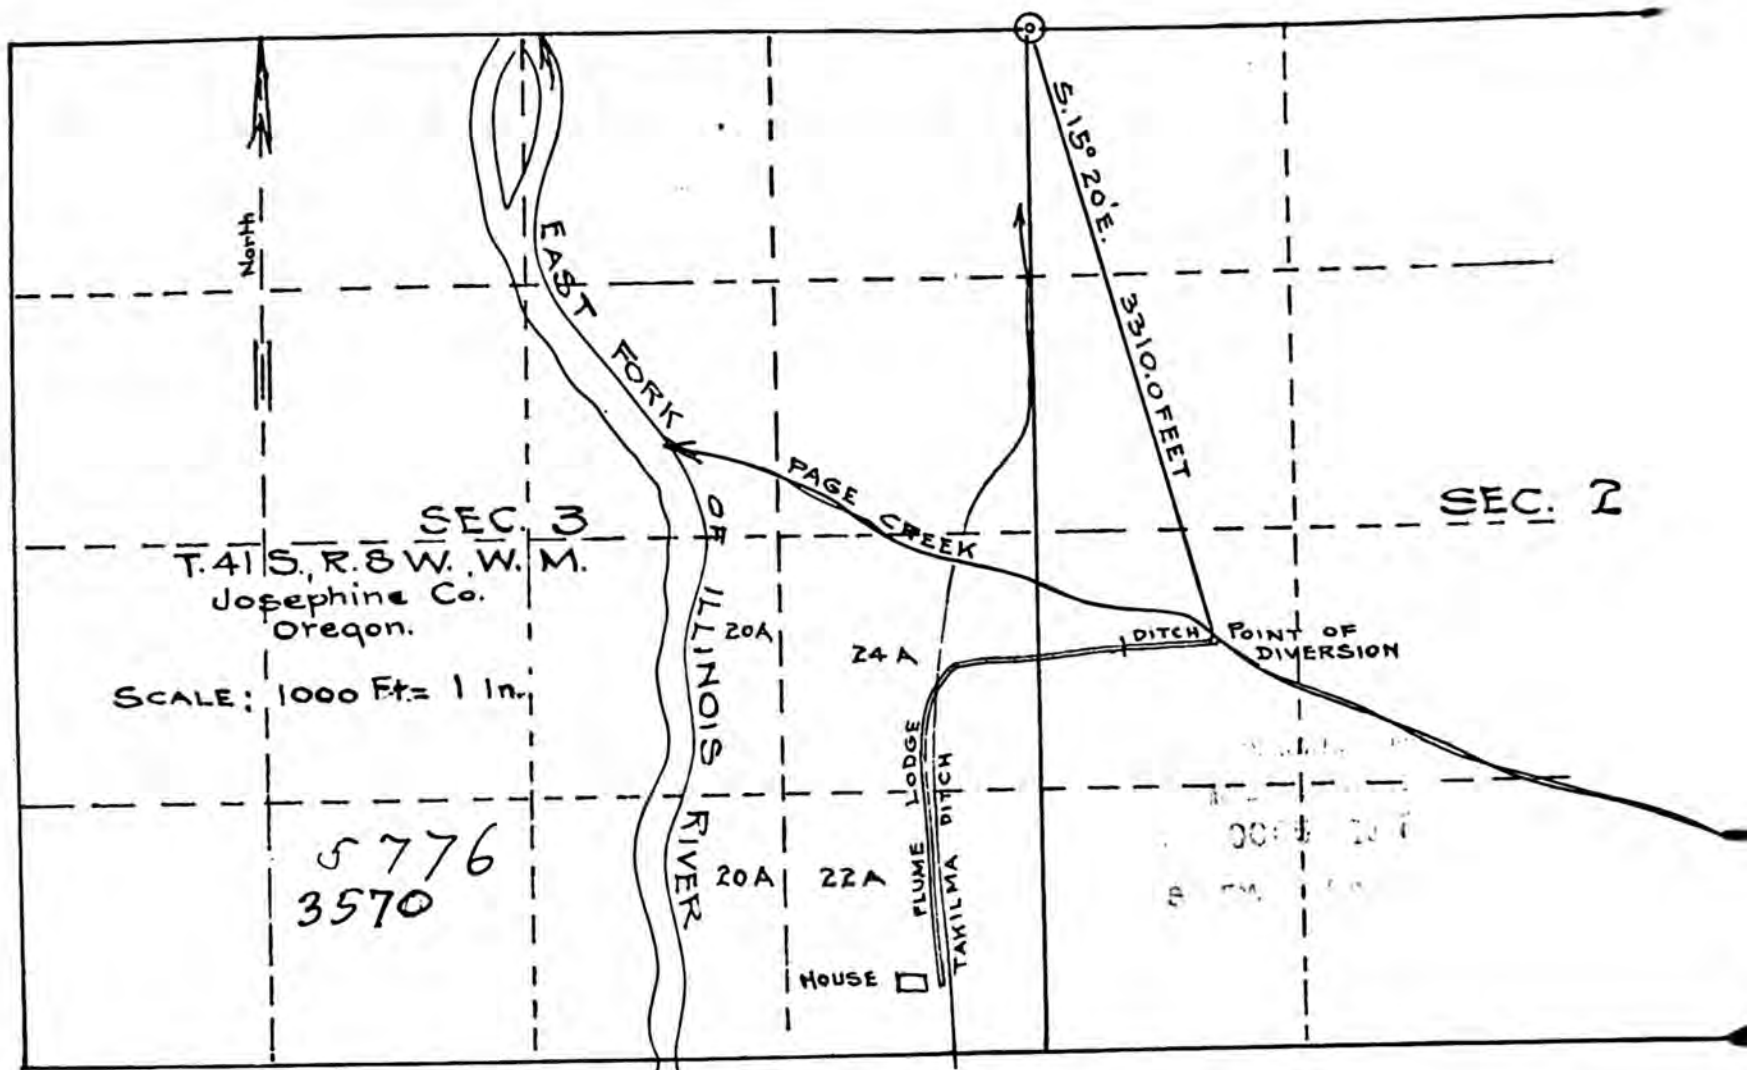 North
S.15° 20'E. 3310.0 FEET
EAST FORK OF ILLINOIS RIVER
PAGE CREEK
SEC. 3
T. 41 S., R. 8 W. W. M.
Josephine Co.
Oregon.
SCALE: 1000 Ft.= 1 In.
SEC. 2
20A
24 A
DITCH
POINT OF
DIVERSION
FLUME LODGE
TAKILMA DITCH
5776
3570
20A
22A
HOUSE